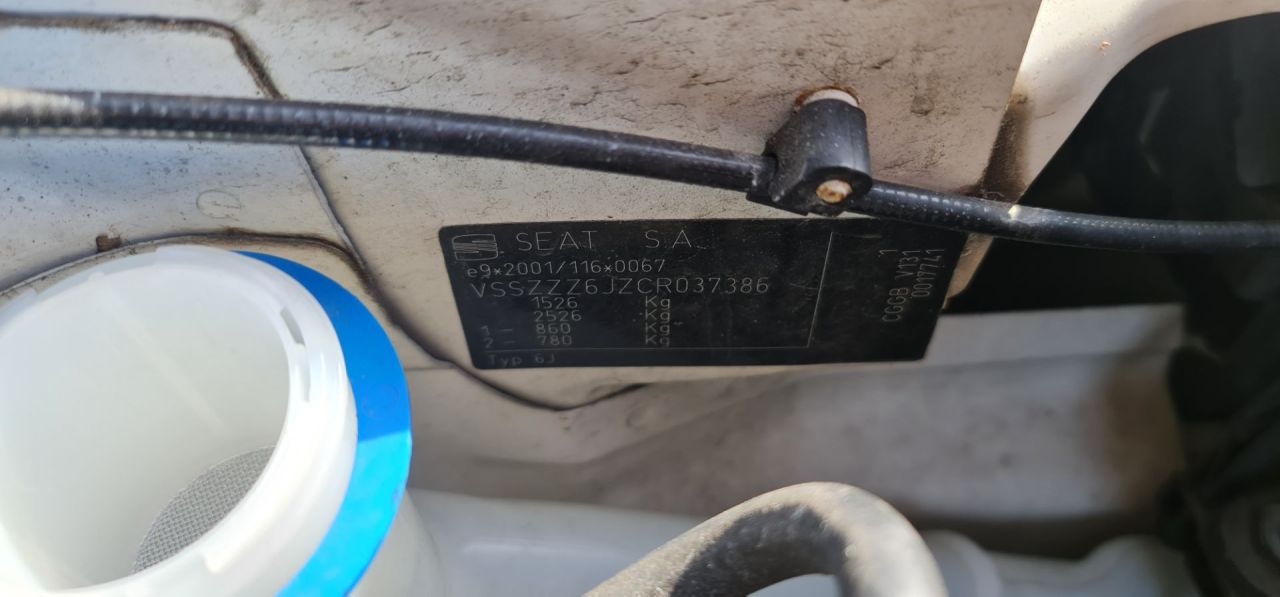 SEAT S.A.
e9*2001/116*0067
VSSZZZ6JZCR037386
1526 Kg
2526 Kg
1 - 860 Kg
2 - 780 Kg
Typ 6J
1
CGGB V131
0017741